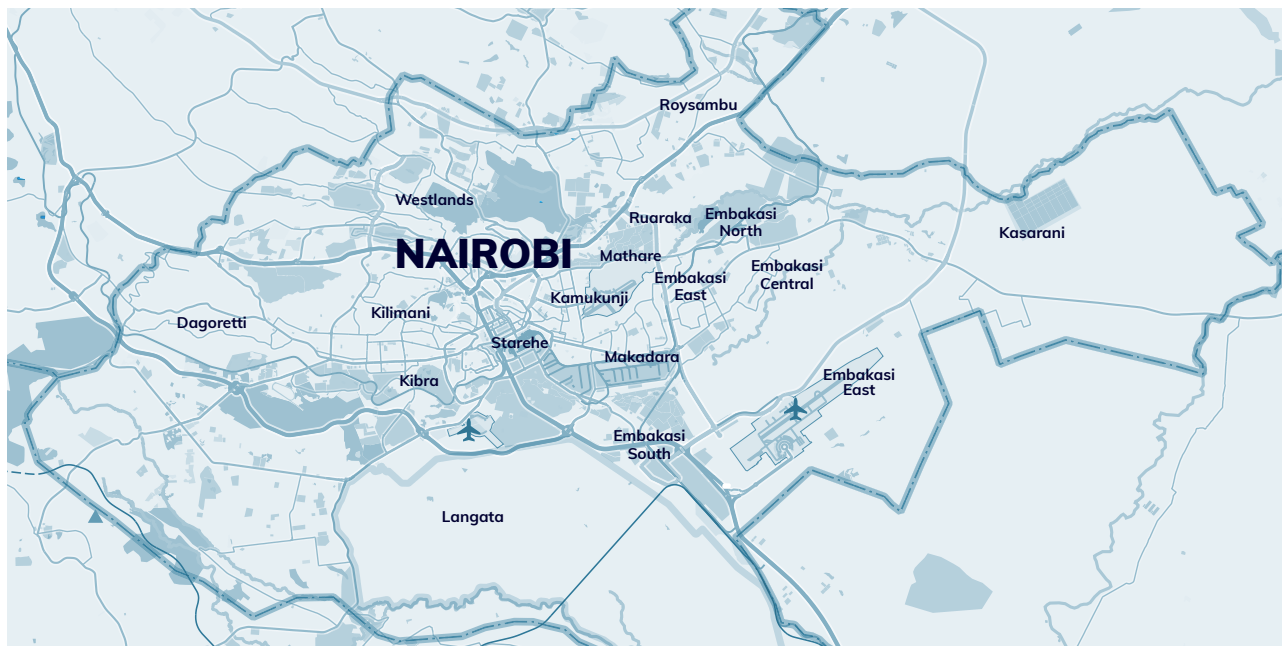 Roysambu
Westlands
Ruaraka
Embakasi
North
Kasarani
NAIROBI
Mathare
Embakasi
Central
Embakasi
East
Kamukunji
Kilimani
Dagoretti
Starehe
Makadara
Kibra
Embakasi
East
Embakasi
South
Langata